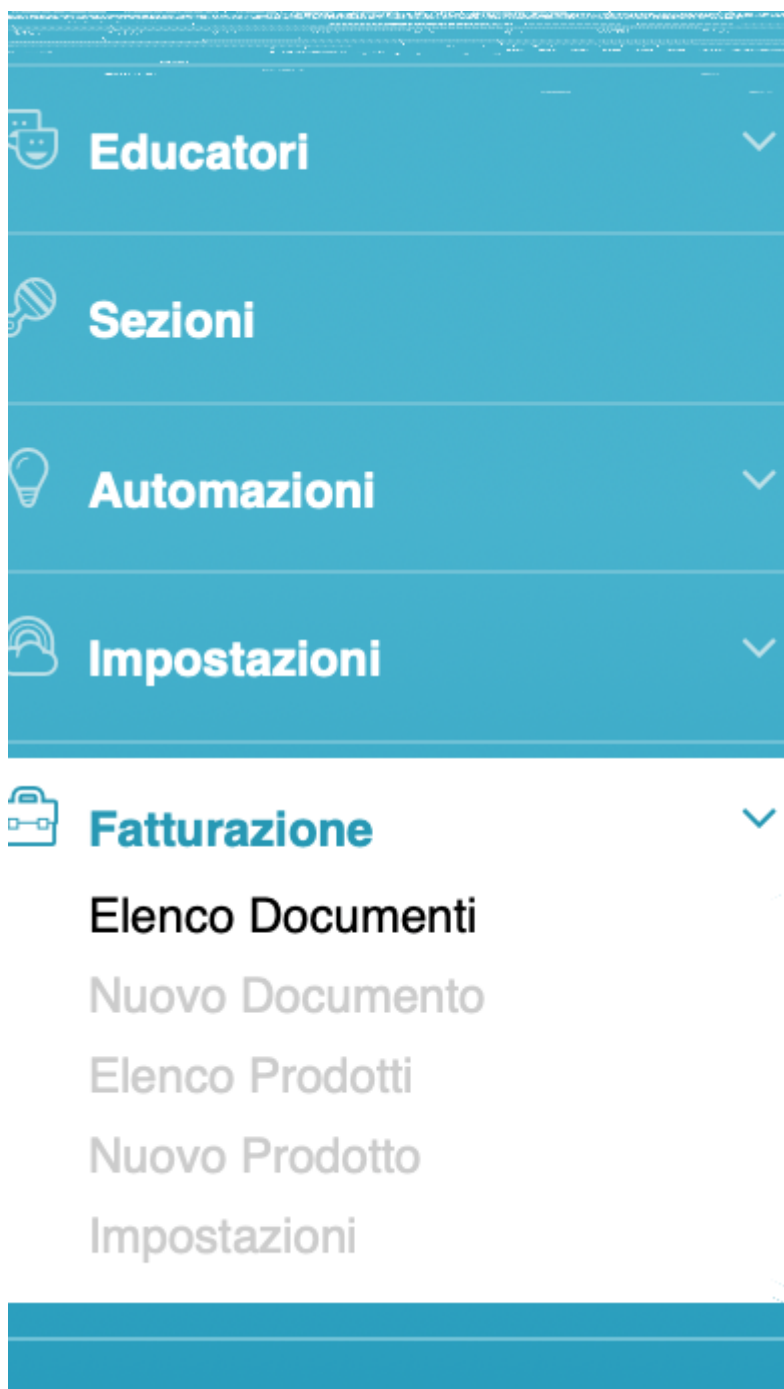 Educatori
Sezioni
Automazioni
Impostazioni
Fatturazione
Elenco Documenti
Nuovo Documento
Elenco Prodotti
Nuovo Prodotto
Impostazioni